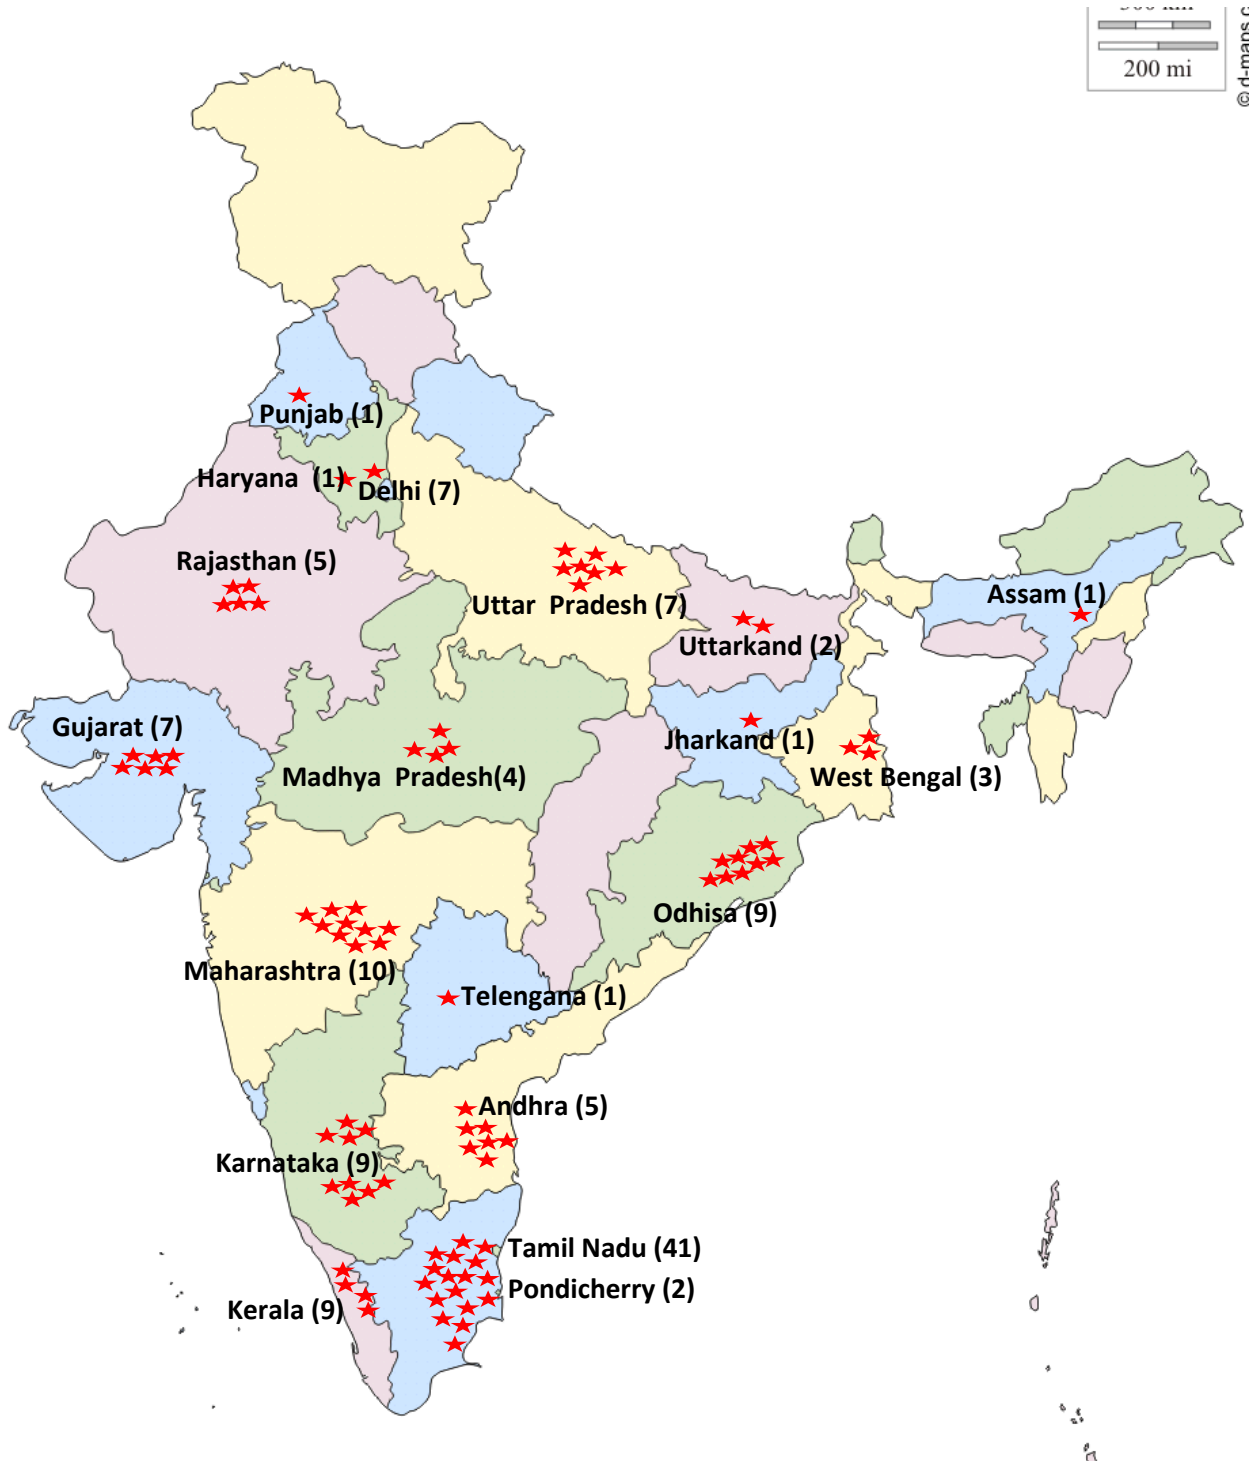 200 mi
© d-maps.c
Punjab (1)
Haryana (1)
Delhi (7)
Rajasthan (5)
Uttar Pradesh (7)
Assam (1)
Uttarkand (2)
Gujarat (7)
Jharkand (1)
Madhya Pradesh(4)
West Bengal (3)
Odhisa (9)
Maharashtra (10)
Telengana (1)
Andhra (5)
Karnataka (9)
Tamil Nadu (41)
Pondicherry (2)
Kerala (9)